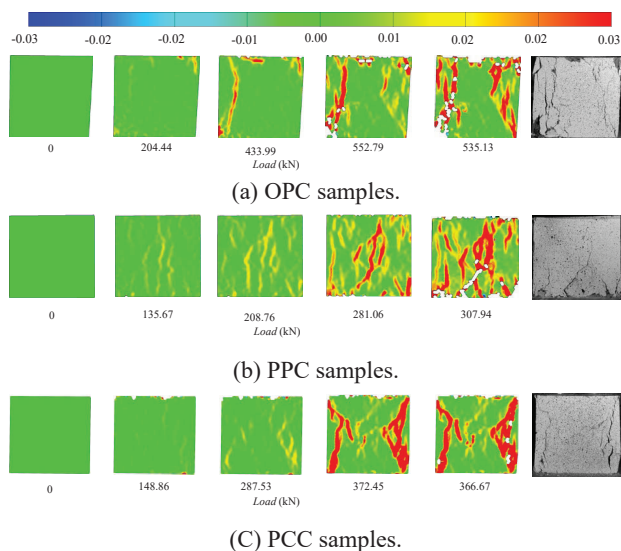 -0.03 -0.02 -0.02 -0.01 0.00 0.00 0.02 0.02 0.03
0 204.44 433.99 552.79 535.13
Load (kN)
(a) OPC samples.
0 135.67 208.76 281.06 307.94
Load (kN)
(b) PPC samples.
0 148.86 287.53 372.45 366.67
Load (kN)
(C) PCC samples.